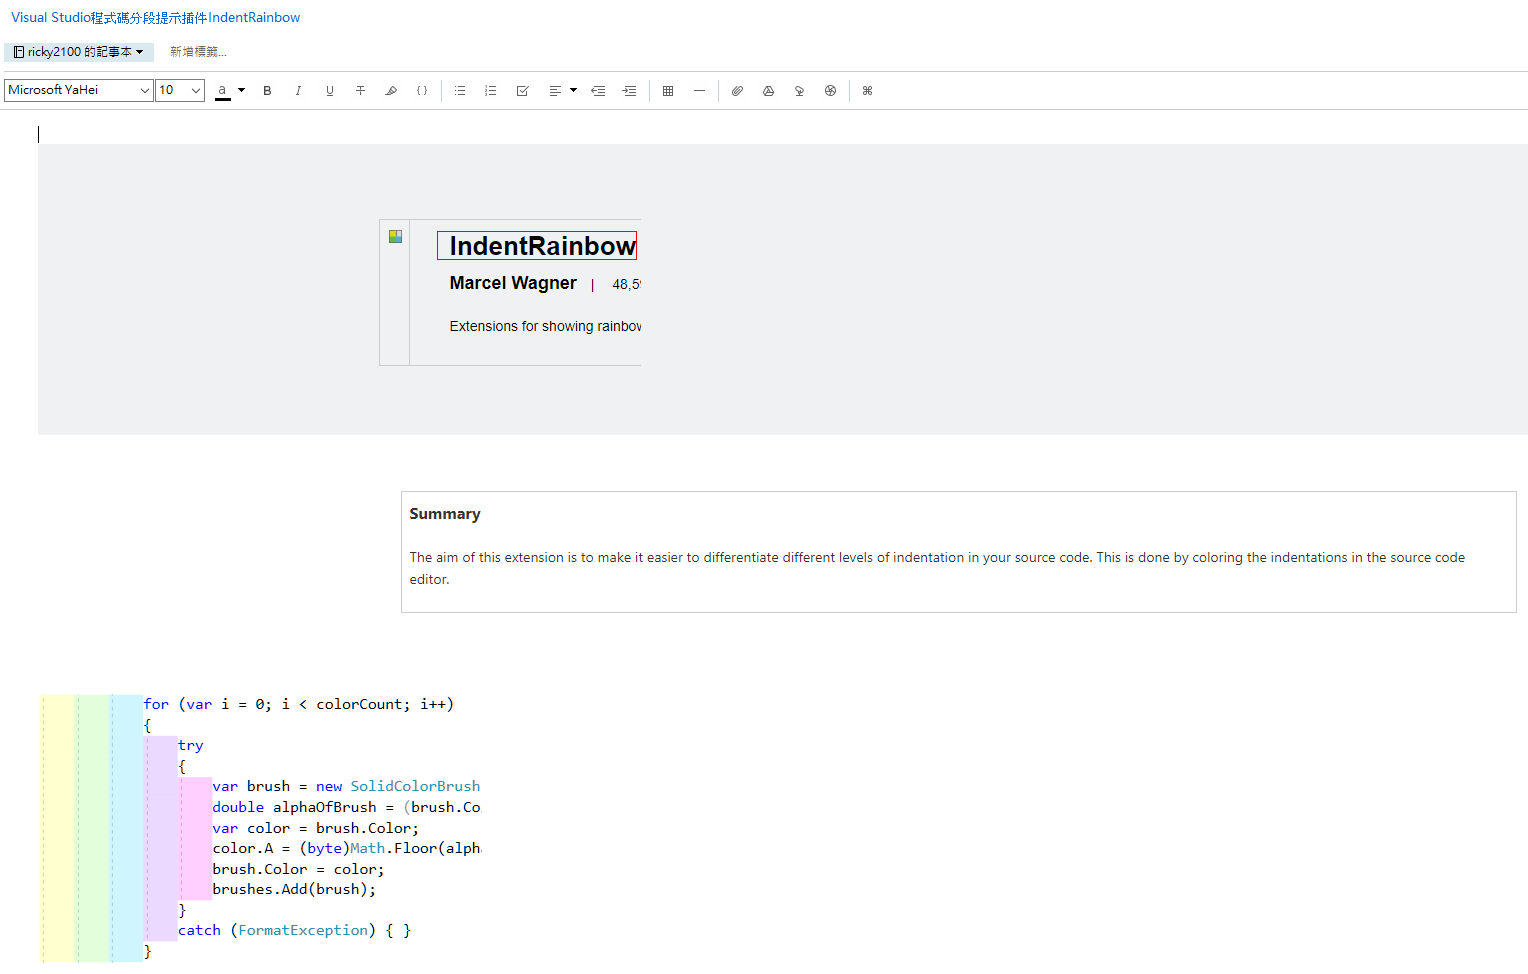 Visual Studio程式碼分段提示插件IndentRainbow
ricky2100 的記事本
新增標籤...
Microsoft YaHei 10 a B I U T { }
IndentRainbow
Marcel Wagner | 48,5
Extensions for showing rainbow
Summary
The aim of this extension is to make it easier to differentiate different levels of indentation in your source code. This is done by coloring the indentations in the source code
editor.
for (var i = 0; i < colorCount; i++)
{
try
{
var brush = new SolidColorBrush
double alphaOfBrush = (brush.Co
var color = brush.Color;
color.A = (byte)Math.Floor(alph
brush.Color = color;
brushes.Add(brush);
}
catch (FormatException) { }
}